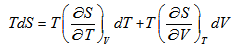 TdS = T(∂S/∂T)_V dT + T(∂S/∂V)_T dV